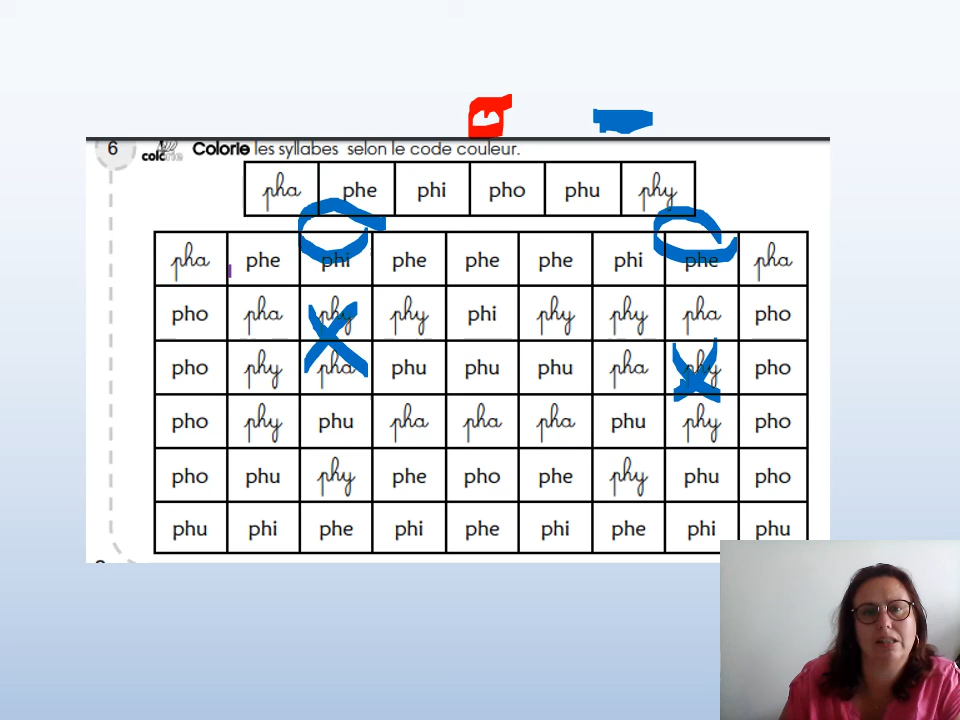 6 colorie Colorie les syllabes selon le code couleur.
pha phe phi pho phu phy
pha phe phi phe phe phe phi phe pha
pho pha phy phy phi phy phy pha pho
pho phy pha phu phu phu pha phy pho
pho phy phu pha pha pha phu phy pho
pho phu phy phe pho phe phy phu pho
phu phi phe phi phe phi phe phi phu